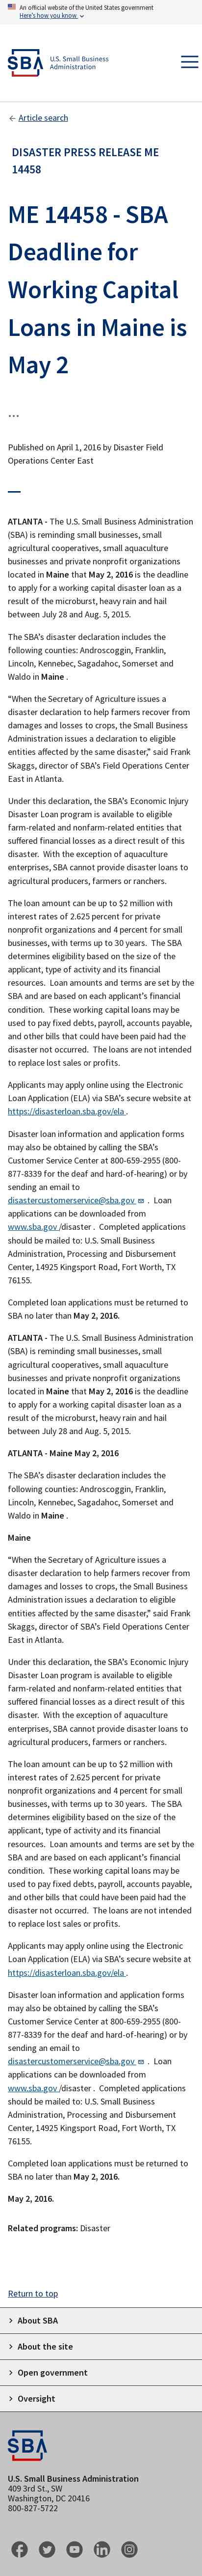 An official website of the United States government
Here's how you know
SBA U.S. Small Business
Administration
Article search
DISASTER PRESS RELEASE ME
14458
ME 14458 - SBA
Deadline for
Working Capital
Loans in Maine is
May 2
...
Published on April 1, 2016 by Disaster Field
Operations Center East
ATLANTA - The U.S. Small Business Administration
(SBA) is reminding small businesses, small
agricultural cooperatives, small aquaculture
businesses and private nonprofit organizations
located in Maine that May 2, 2016 is the deadline
to apply for a working capital disaster loan as a
result of the microburst, heavy rain and hail
between July 28 and Aug. 5, 2015.
The SBA's disaster declaration includes the
following counties: Androscoggin, Franklin,
Lincoln, Kennebec, Sagadahoc, Somerset and
Waldo in Maine .
"When the Secretary of Agriculture issues a
disaster declaration to help farmers recover from
damages and losses to crops, the Small Business
Administration issues a declaration to eligible
entities affected by the same disaster," said Frank
Skaggs, director of SBA's Field Operations Center
East in Atlanta.
Under this declaration, the SBA's Economic Injury
Disaster Loan program is available to eligible
farm-related and nonfarm-related entities that
suffered financial losses as a direct result of this
disaster. With the exception of aquaculture
enterprises, SBA cannot provide disaster loans to
agricultural producers, farmers or ranchers.
The loan amount can be up to $2 million with
interest rates of 2.625 percent for private
nonprofit organizations and 4 percent for small
businesses, with terms up to 30 years. The SBA
determines eligibility based on the size of the
applicant, type of activity and its financial
resources. Loan amounts and terms are set by the
SBA and are based on each applicant's financial
condition. These working capital loans may be
used to pay fixed debts, payroll, accounts payable,
and other bills that could have been paid had the
disaster not occurred. The loans are not intended
to replace lost sales or profits.
Applicants may apply online using the Electronic
Loan Application (ELA) via SBA's secure website at
https://disasterloan.sba.gov/ela .
Disaster loan information and application forms
may also be obtained by calling the SBA's
Customer Service Center at 800-659-2955 (800-
877-8339 for the deaf and hard-of-hearing) or by
sending an email to
disastercustomerservice@sba.gov . Loan
applications can be downloaded from
www.sba.gov /disaster . Completed applications
should be mailed to: U.S. Small Business
Administration, Processing and Disbursement
Center, 14925 Kingsport Road, Fort Worth, TX
76155.
Completed loan applications must be returned to
SBA no later than May 2, 2016.
ATLANTA - The U.S. Small Business Administration
(SBA) is reminding small businesses, small
agricultural cooperatives, small aquaculture
businesses and private nonprofit organizations
located in Maine that May 2, 2016 is the deadline
to apply for a working capital disaster loan as a
result of the microburst, heavy rain and hail
between July 28 and Aug. 5, 2015.
ATLANTA - Maine May 2, 2016
The SBA's disaster declaration includes the
following counties: Androscoggin, Franklin,
Lincoln, Kennebec, Sagadahoc, Somerset and
Waldo in Maine .
Maine
"When the Secretary of Agriculture issues a
disaster declaration to help farmers recover from
damages and losses to crops, the Small Business
Administration issues a declaration to eligible
entities affected by the same disaster," said Frank
Skaggs, director of SBA's Field Operations Center
East in Atlanta.
Under this declaration, the SBA's Economic Injury
Disaster Loan program is available to eligible
farm-related and nonfarm-related entities that
suffered financial losses as a direct result of this
disaster. With the exception of aquaculture
enterprises, SBA cannot provide disaster loans to
agricultural producers, farmers or ranchers.
The loan amount can be up to $2 million with
interest rates of 2.625 percent for private
nonprofit organizations and 4 percent for small
businesses, with terms up to 30 years. The SBA
determines eligibility based on the size of the
applicant, type of activity and its financial
resources. Loan amounts and terms are set by the
SBA and are based on each applicant's financial
condition. These working capital loans may be
used to pay fixed debts, payroll, accounts payable,
and other bills that could have been paid had the
disaster not occurred. The loans are not intended
to replace lost sales or profits.
Applicants may apply online using the Electronic
Loan Application (ELA) via SBA's secure website at
https://disasterloan.sba.gov/ela .
Disaster loan information and application forms
may also be obtained by calling the SBA's
Customer Service Center at 800-659-2955 (800-
877-8339 for the deaf and hard-of-hearing) or by
sending an email to
disastercustomerservice@sba.gov . Loan
applications can be downloaded from
www.sba.gov /disaster . Completed applications
should be mailed to: U.S. Small Business
Administration, Processing and Disbursement
Center, 14925 Kingsport Road, Fort Worth, TX
76155.
Completed loan applications must be returned to
SBA no later than May 2, 2016.
May 2, 2016.
Related programs: Disaster
Return to top
About SBA
About the site
Open government
Oversight
SBA
U.S. Small Business Administration
409 3rd St., SW
Washington, DC 20416
800-827-5722